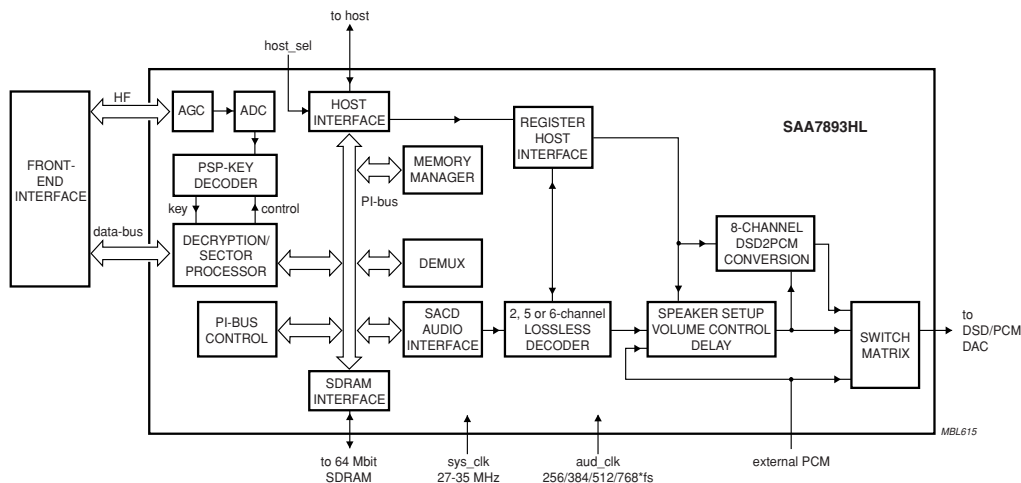 to host
host_sel
HF
AGC
ADC
HOST
INTERFACE
REGISTER
HOST
INTERFACE
SAA7893HL
FRONT-
END
INTERFACE
PSP-KEY
DECODER
MEMORY
MANAGER
PI-bus
key
control
data-bus
DECRYPTION/
SECTOR
PROCESSOR
DEMUX
8-CHANNEL
DSD2PCM
CONVERSION
PI-BUS
CONTROL
SACD
AUDIO
INTERFACE
2, 5 or 6-channel
LOSSLESS
DECODER
SPEAKER SETUP
VOLUME CONTROL
DELAY
SWITCH
MATRIX
to
DSD/PCM
DAC
SDRAM
INTERFACE
MBL615
to 64 Mbit
SDRAM
sys_clk
27-35 MHz
aud_clk
256/384/512/768*fs
external PCM